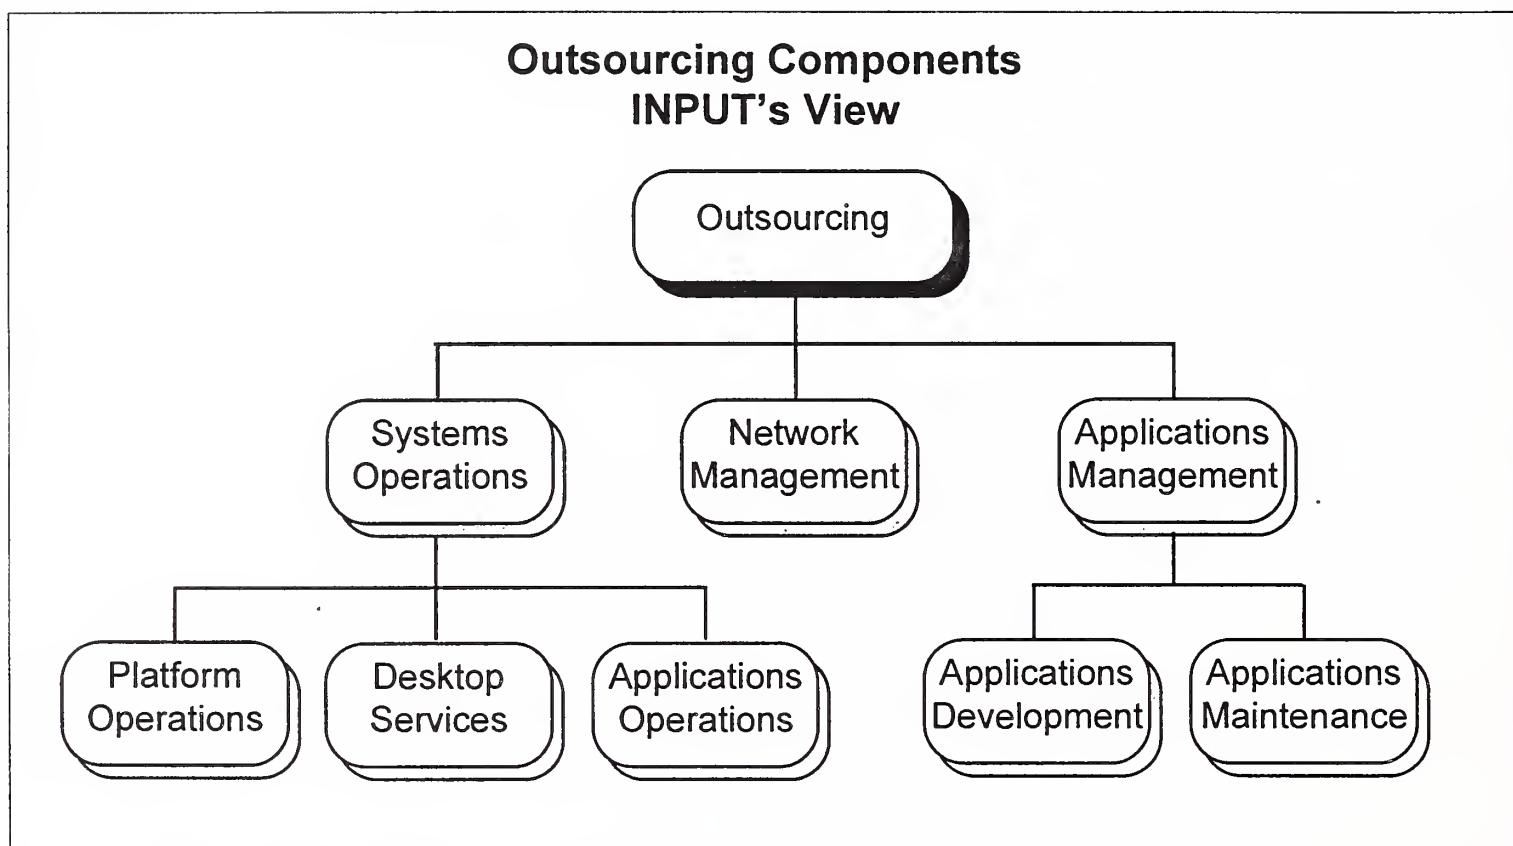 Outsourcing Components
INPUT's View
Outsourcing
Systems
Operations
Network
Management
Applications
Management
Platform
Operations
Desktop
Services
Applications
Operations
Applications
Development
Applications
Maintenance